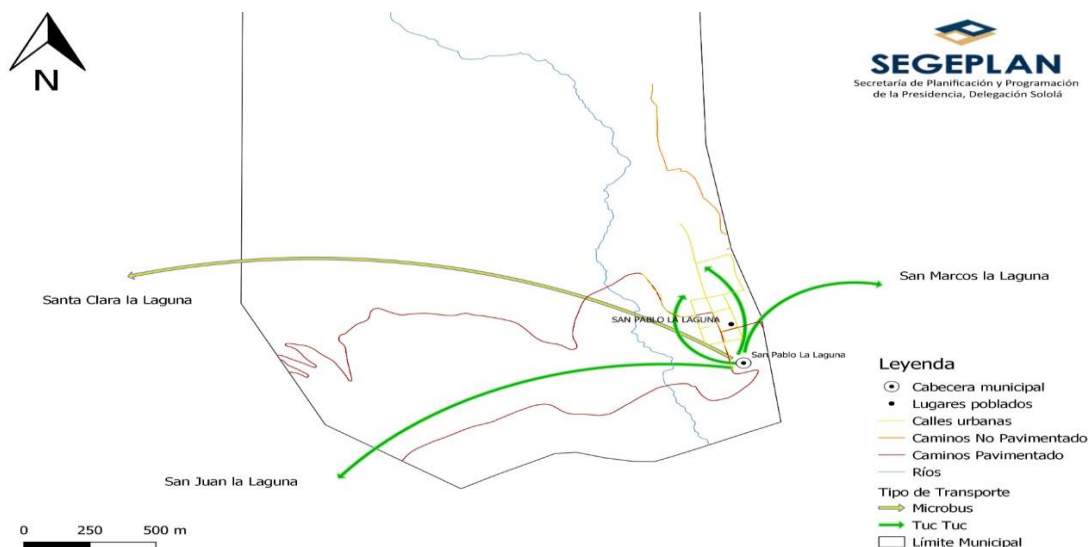 N
SEGEPLAN
Secretaría de Planificación y Programación
de la Presidencia, Delegación Sololá
San Marcos la Laguna
Santa Clara la Laguna
SAN PABLO LA LAGUNA
San Pablo La Laguna
San Juan la Laguna
Leyenda
Cabecera municipal
Lugares poblados
Calles urbanas
Caminos No Pavimentado
Caminos Pavimentado
Ríos
Tipo de Transporte
Microbus
Tuc Tuc
Límite Municipal
0 250 500 m